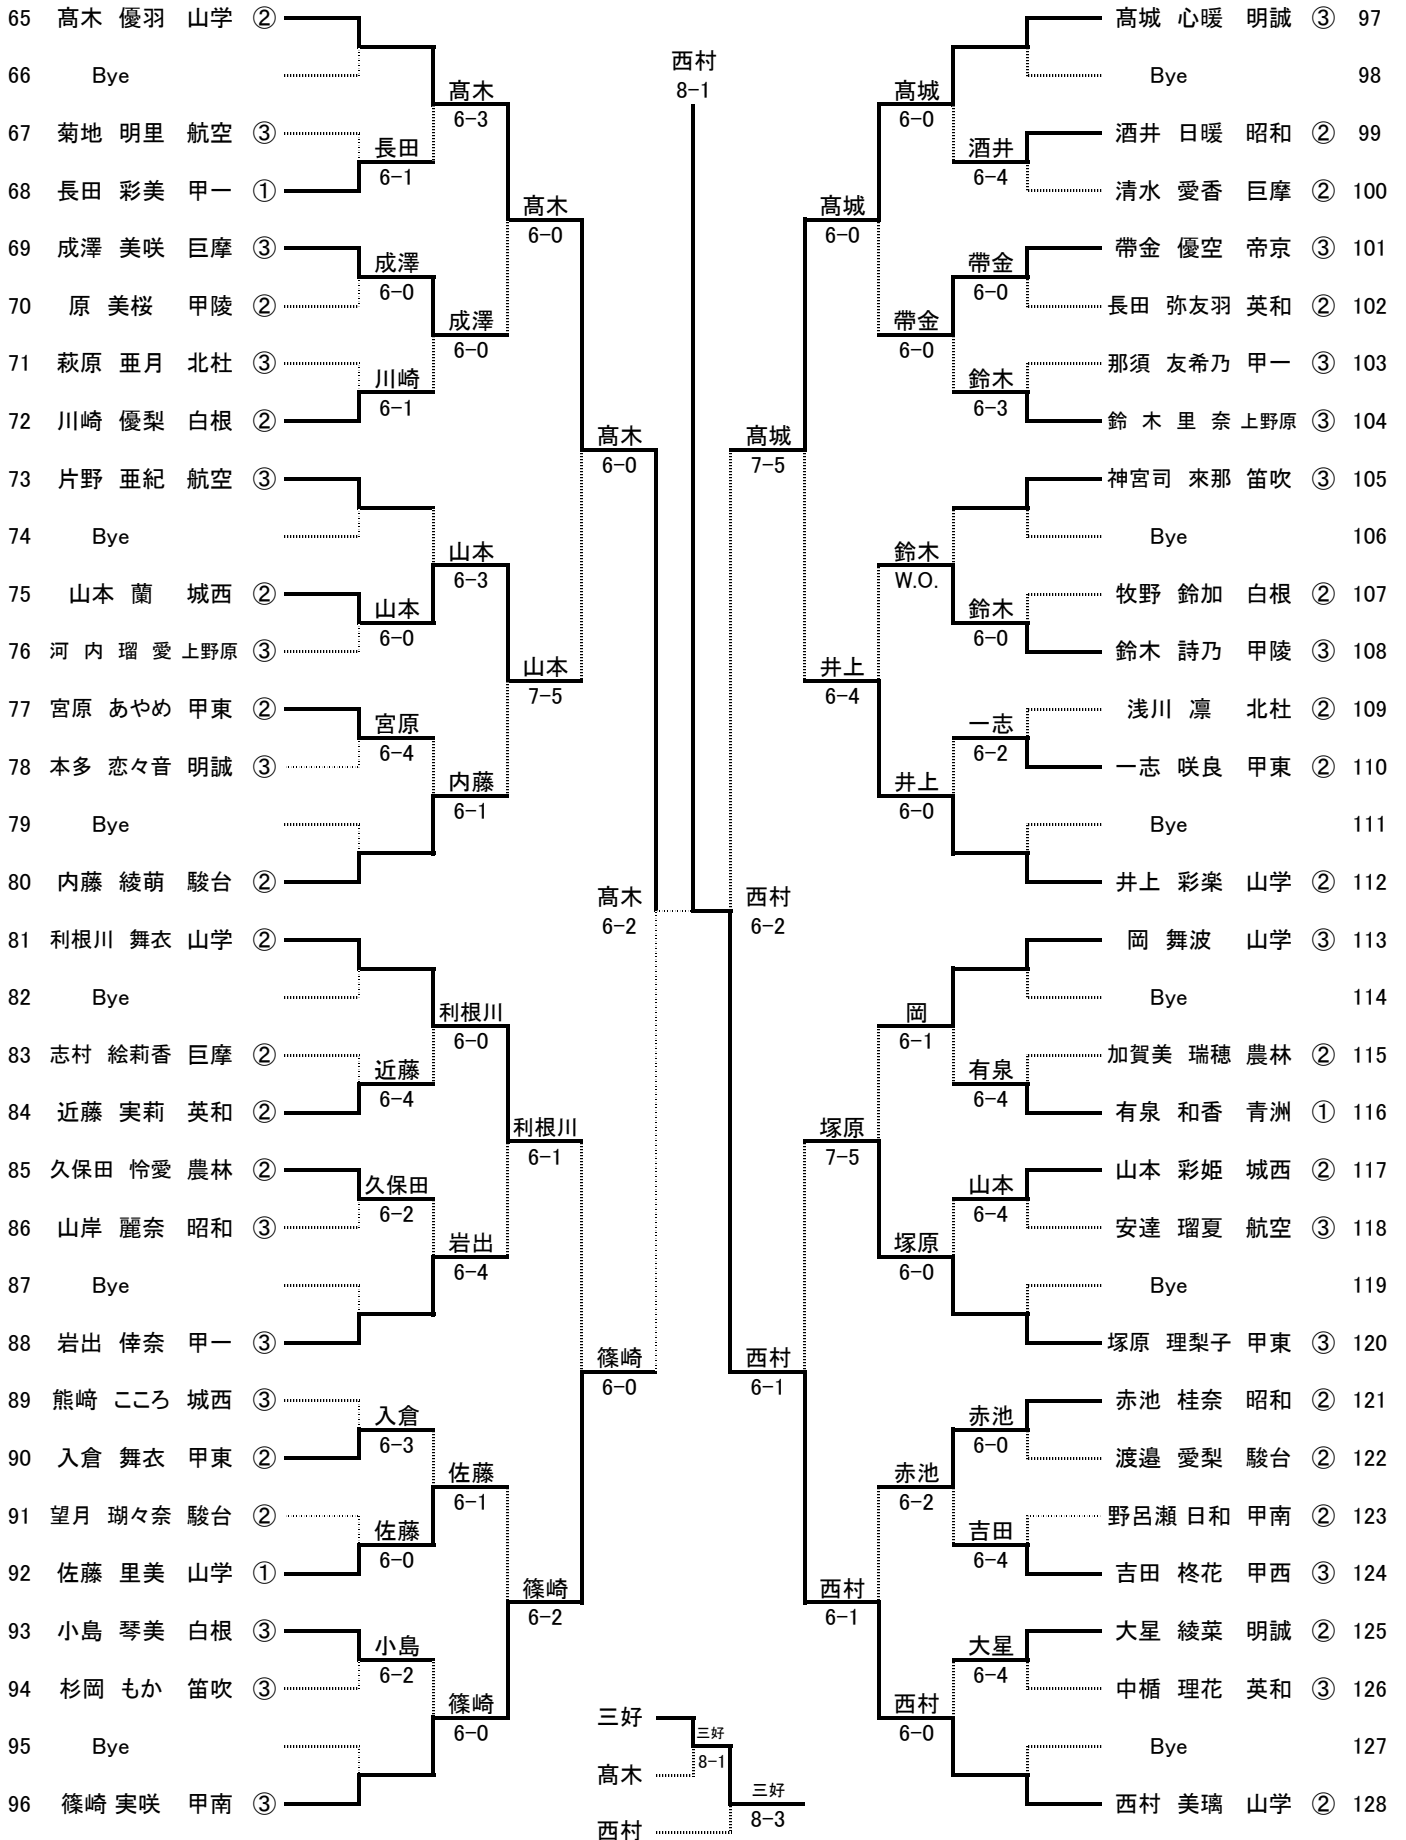 65 髙木 優羽 山学 ②
66 Bye
67 菊地 明里 航空 ③
68 長田 彩美 甲一 ①
69 成澤 美咲 巨摩 ③
70 原 美桜 甲陵 ②
71 萩原 亜月 北杜 ③
72 川崎 優梨 白根 ②
73 片野 亜紀 航空 ③
74 Bye
75 山本 蘭 城西 ②
76 河内 瑠愛 上野原 ③
77 宮原 あやめ 甲東 ②
78 本多 恋々音 明誠 ③
79 Bye
80 内藤 綾萌 駿台 ②
81 利根川 舞衣 山学 ②
82 Bye
83 志村 絵莉香 巨摩 ②
84 近藤 実莉 英和 ②
85 久保田 怜愛 農林 ②
86 山岸 麗奈 昭和 ③
87 Bye
88 岩出 倖奈 甲一 ③
89 熊﨑 こころ 城西 ③
90 入倉 舞衣 甲東 ②
91 望月 瑚々奈 駿台 ②
92 佐藤 里美 山学 ①
93 小島 琴美 白根 ③
94 杉岡 もか 笛吹 ③
95 Bye
96 篠崎 実咲 甲南 ③
長田
6-1
成澤
6-0
川崎
6-1
山本
6-0
宮原
6-4
近藤
6-4
久保田
6-2
入倉
6-3
佐藤
6-0
小島
6-2
髙木
6-3
成澤
6-0
山本
6-3
内藤
6-1
利根川
6-0
岩出
6-4
佐藤
6-1
篠崎
6-0
髙木
6-0
山本
7-5
利根川
6-1
篠崎
6-2
髙木
6-0
篠崎
6-0
髙木
6-2
西村
8-1
西村
6-2
髙城
7-5
西村
6-1
髙城
6-0
井上
6-4
塚原
7-5
西村
6-1
髙城
6-0
帶金
6-0
鈴木
W.O.
井上
6-0
岡
6-1
塚原
6-0
赤池
6-2
西村
6-0
酒井
6-4
帶金
6-0
鈴木
6-3
鈴木
6-0
一志
6-2
有泉
6-4
山本
6-4
赤池
6-0
吉田
6-4
大星
6-4
髙城 心暖 明誠 ③ 97
Bye 98
酒井 日暖 昭和 ② 99
清水 愛香 巨摩 ② 100
帶金 優空 帝京 ③ 101
長田 弥友羽 英和 ② 102
那須 友希乃 甲一 ③ 103
鈴木 里奈 上野原 ③ 104
神宮司 來那 笛吹 ③ 105
Bye 106
牧野 鈴加 白根 ② 107
鈴木 詩乃 甲陵 ③ 108
浅川 凛 北杜 ② 109
一志 咲良 甲東 ② 110
Bye 111
井上 彩楽 山学 ② 112
岡 舞波 山学 ③ 113
Bye 114
加賀美 瑞穂 農林 ② 115
有泉 和香 青洲 ① 116
山本 彩姫 城西 ② 117
安達 瑠夏 航空 ③ 118
Bye 119
塚原 理梨子 甲東 ③ 120
赤池 桂奈 昭和 ② 121
渡邉 愛梨 駿台 ② 122
野呂瀬 日和 甲南 ② 123
吉田 柊花 甲西 ③ 124
大星 綾菜 明誠 ② 125
中楯 理花 英和 ③ 126
Bye 127
西村 美璃 山学 ② 128
三好
髙木
西村
三好
8-1
三好
8-3